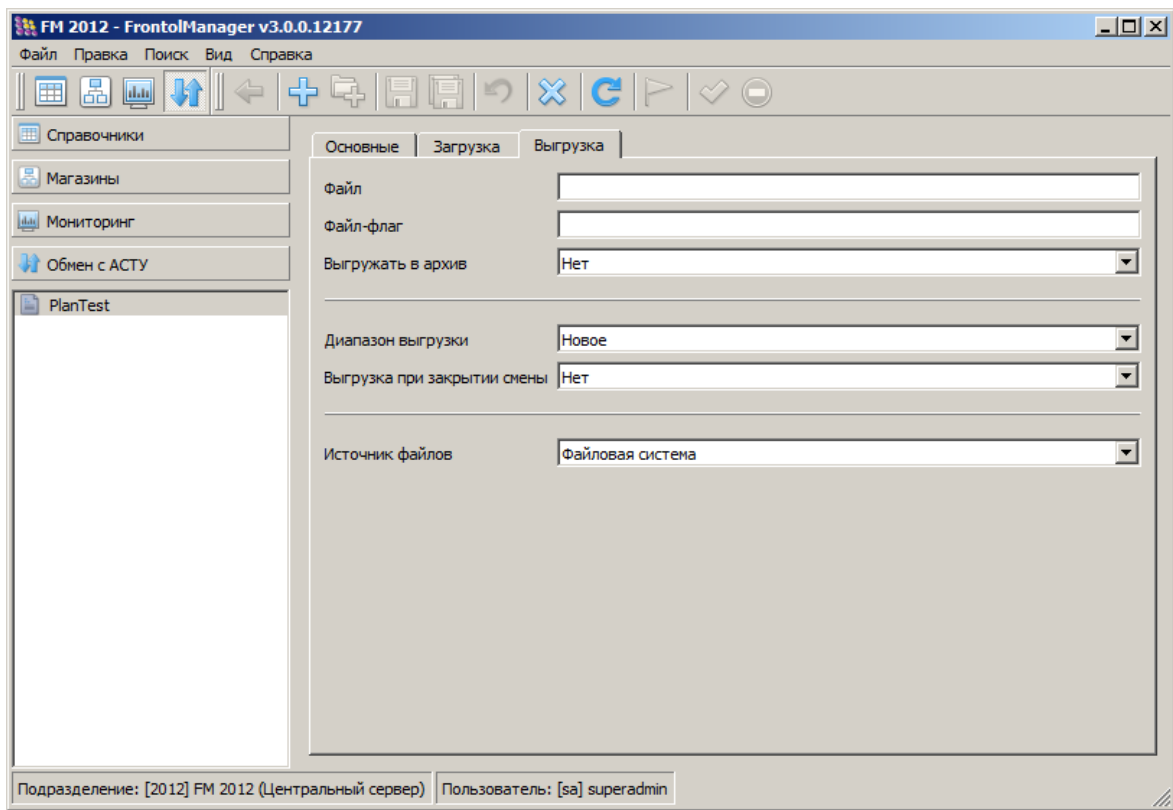 FM 2012 - FrontolManager v3.0.0.12177
Файл Правка Поиск Вид Справка
Справочники
Магазины
Мониторинг
Обмен с АСТУ
PlanTest
Основные Загрузка Выгрузка
Файл
Файл-флаг
Выгружать в архив Нет
Диапазон выгрузки Новое
Выгрузка при закрытии смены Нет
Источник файлов Файловая система
Подразделение: [2012] FM 2012 (Центральный сервер) Пользователь: [sa] superadmin